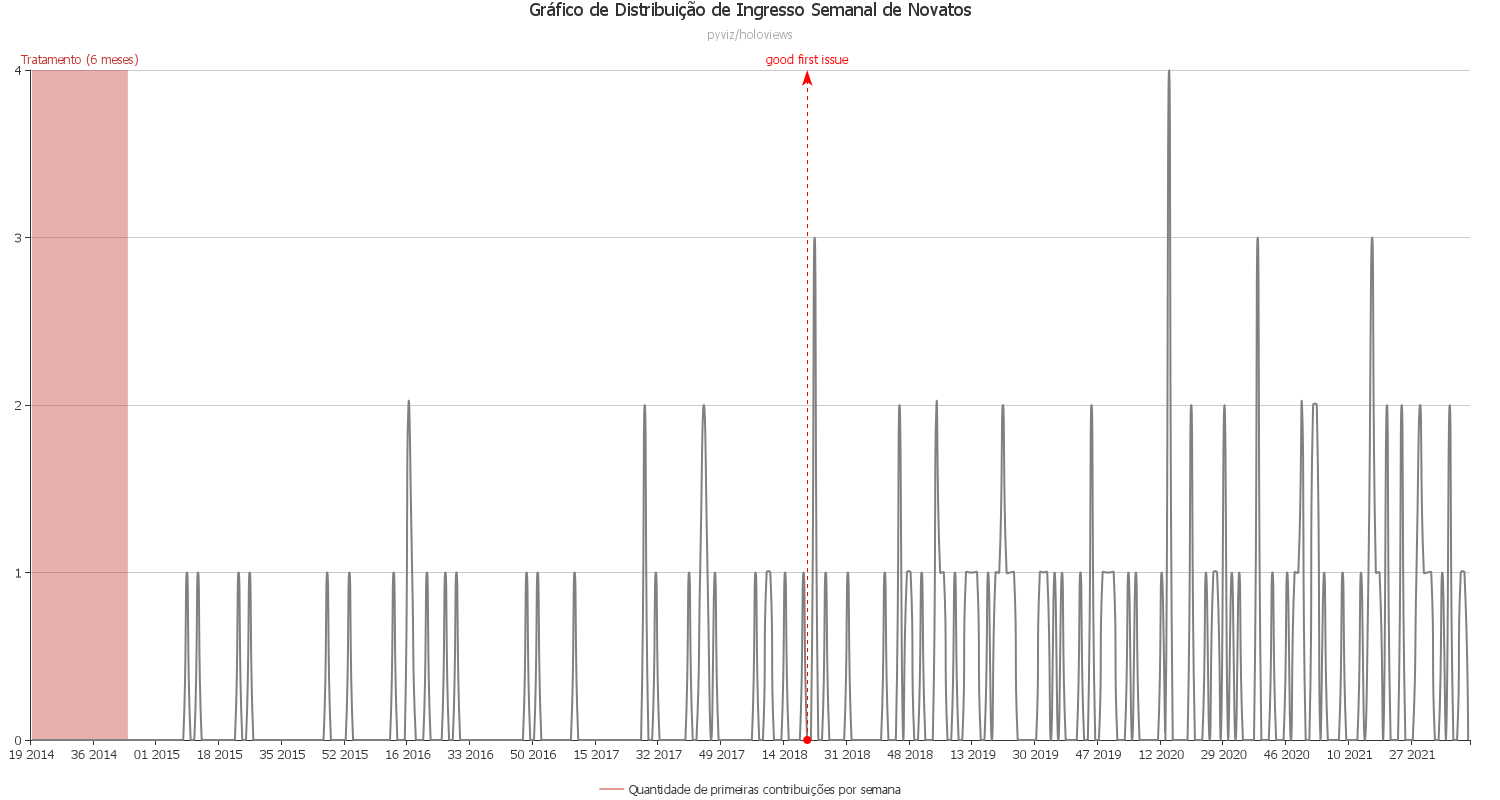 Gráfico de Distribuição de Ingresso Semanal de Novatos
pyviz/holoviews
Tratamento (6 meses)
good first issue
4
3
2
1
0
19 2014 36 2014 01 2015 18 2015 35 2015 52 2015 16 2016 33 2016 50 2016 15 2017 32 2017 49 2017 14 2018 31 2018 48 2018 13 2019 30 2019 47 2019 12 2020 29 2020 46 2020 10 2021 27 2021
Quantidade de primeiras contribuições por semana